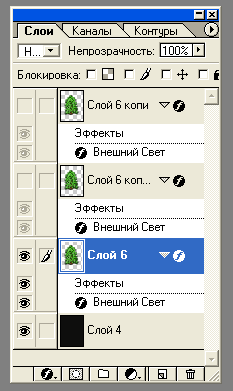 Слои Каналы Контуры
Н... Непрозрачность: 100%
Блокировка:
Слой 6 копи
Эффекты
Внешний Свет
Слой 6 коп...
Эффекты
Внешний Свет
Слой 6
Эффекты
Внешний Свет
Слой 4